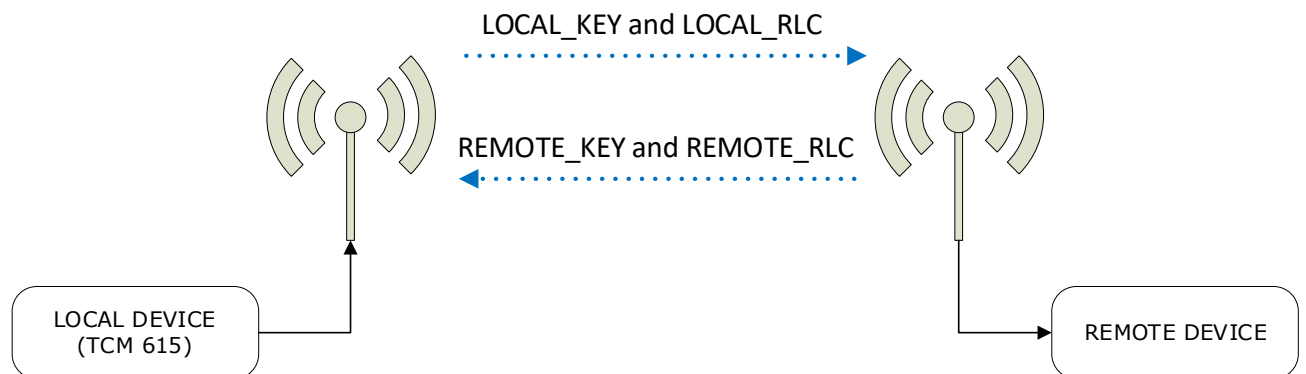 LOCAL_KEY and LOCAL_RLC
REMOTE_KEY and REMOTE_RLC
LOCAL DEVICE
(TCM 615)
REMOTE DEVICE